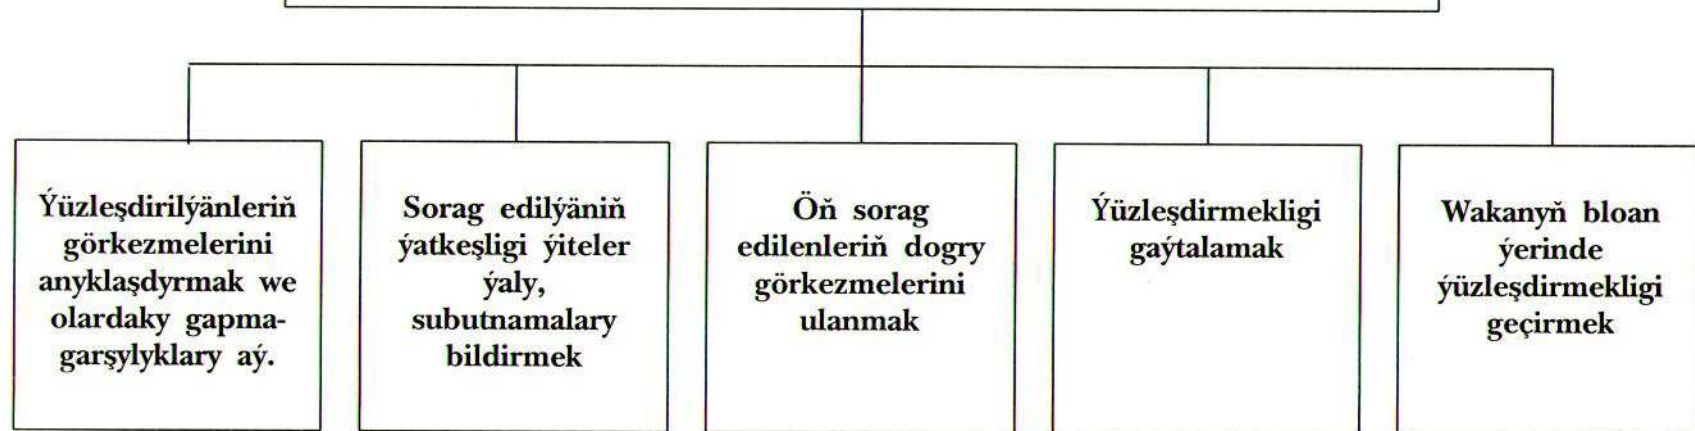 Ýüzleşdirilýänleriň
görkezmelerini
anyklaşdyrmak we
olardaky gapma-
garşylyklary aý.
Sorag edilýäniň
ýatkeşligi ýiteler
ýaly,
subutnamalary
bildirmek
Öň sorag
edilenleriň dogry
görkezmelerini
ulanmak
Ýüzleşdirmekligi
gaýtalamak
Wakanyň bloan
ýerinde
ýüzleşdirmekligi
geçirmek